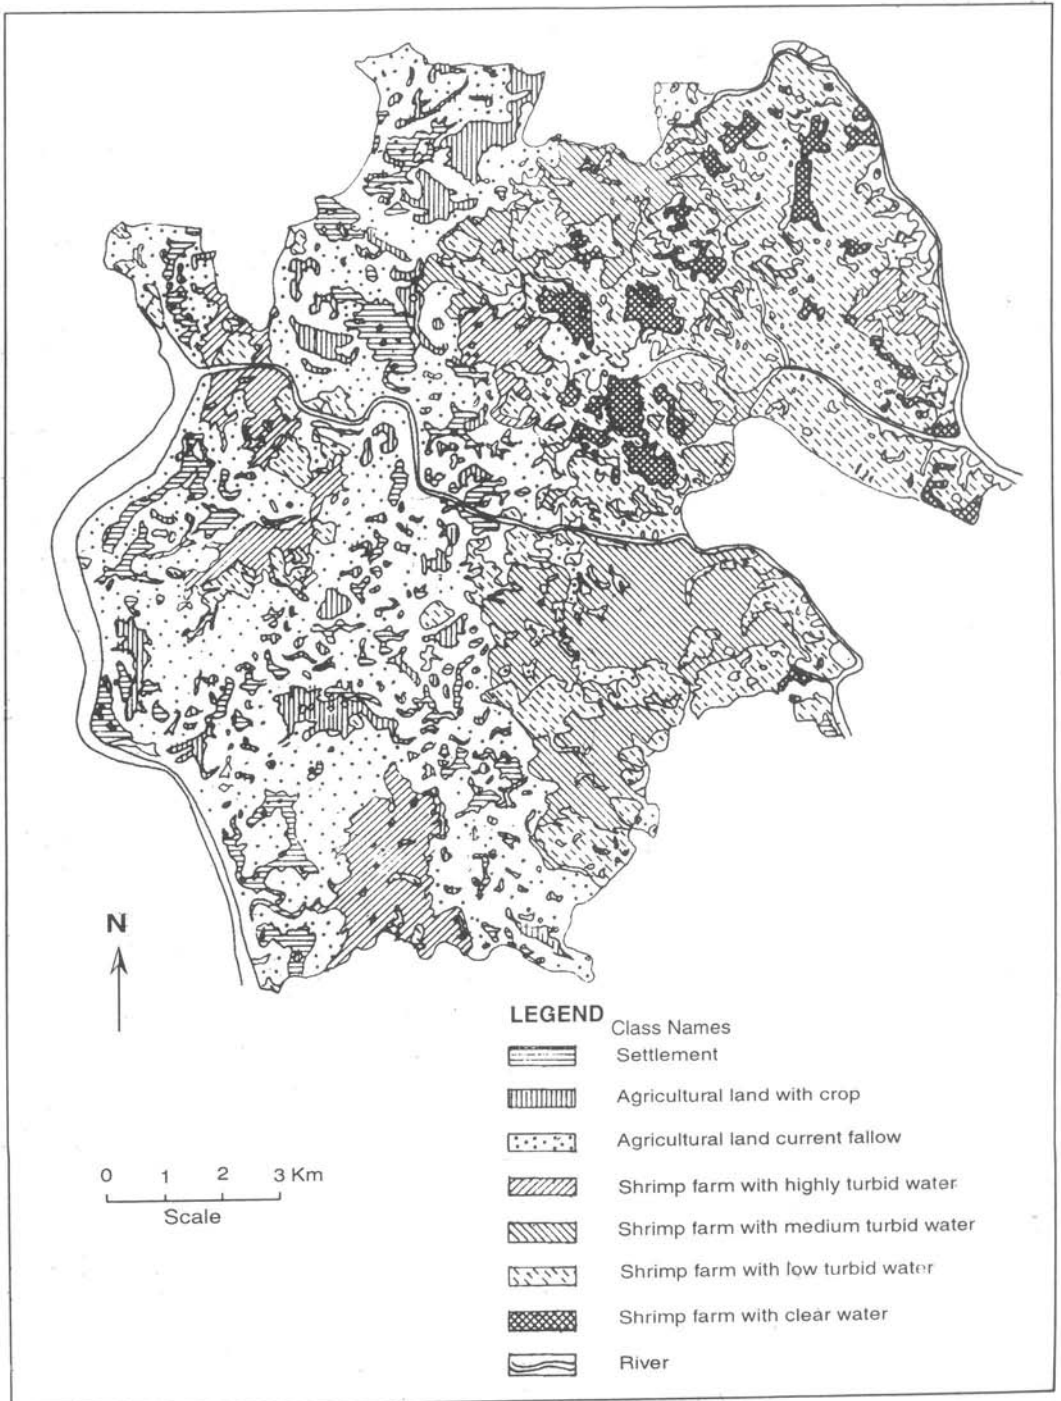 N
LEGEND
Class Names
Settlement
Agricultural land with crop
Agricultural land current fallow
Shrimp farm with highly turbid water
Shrimp farm with medium turbid water
Shrimp farm with low turbid water
Shrimp farm with clear water
River
0 1 2 3 Km
Scale